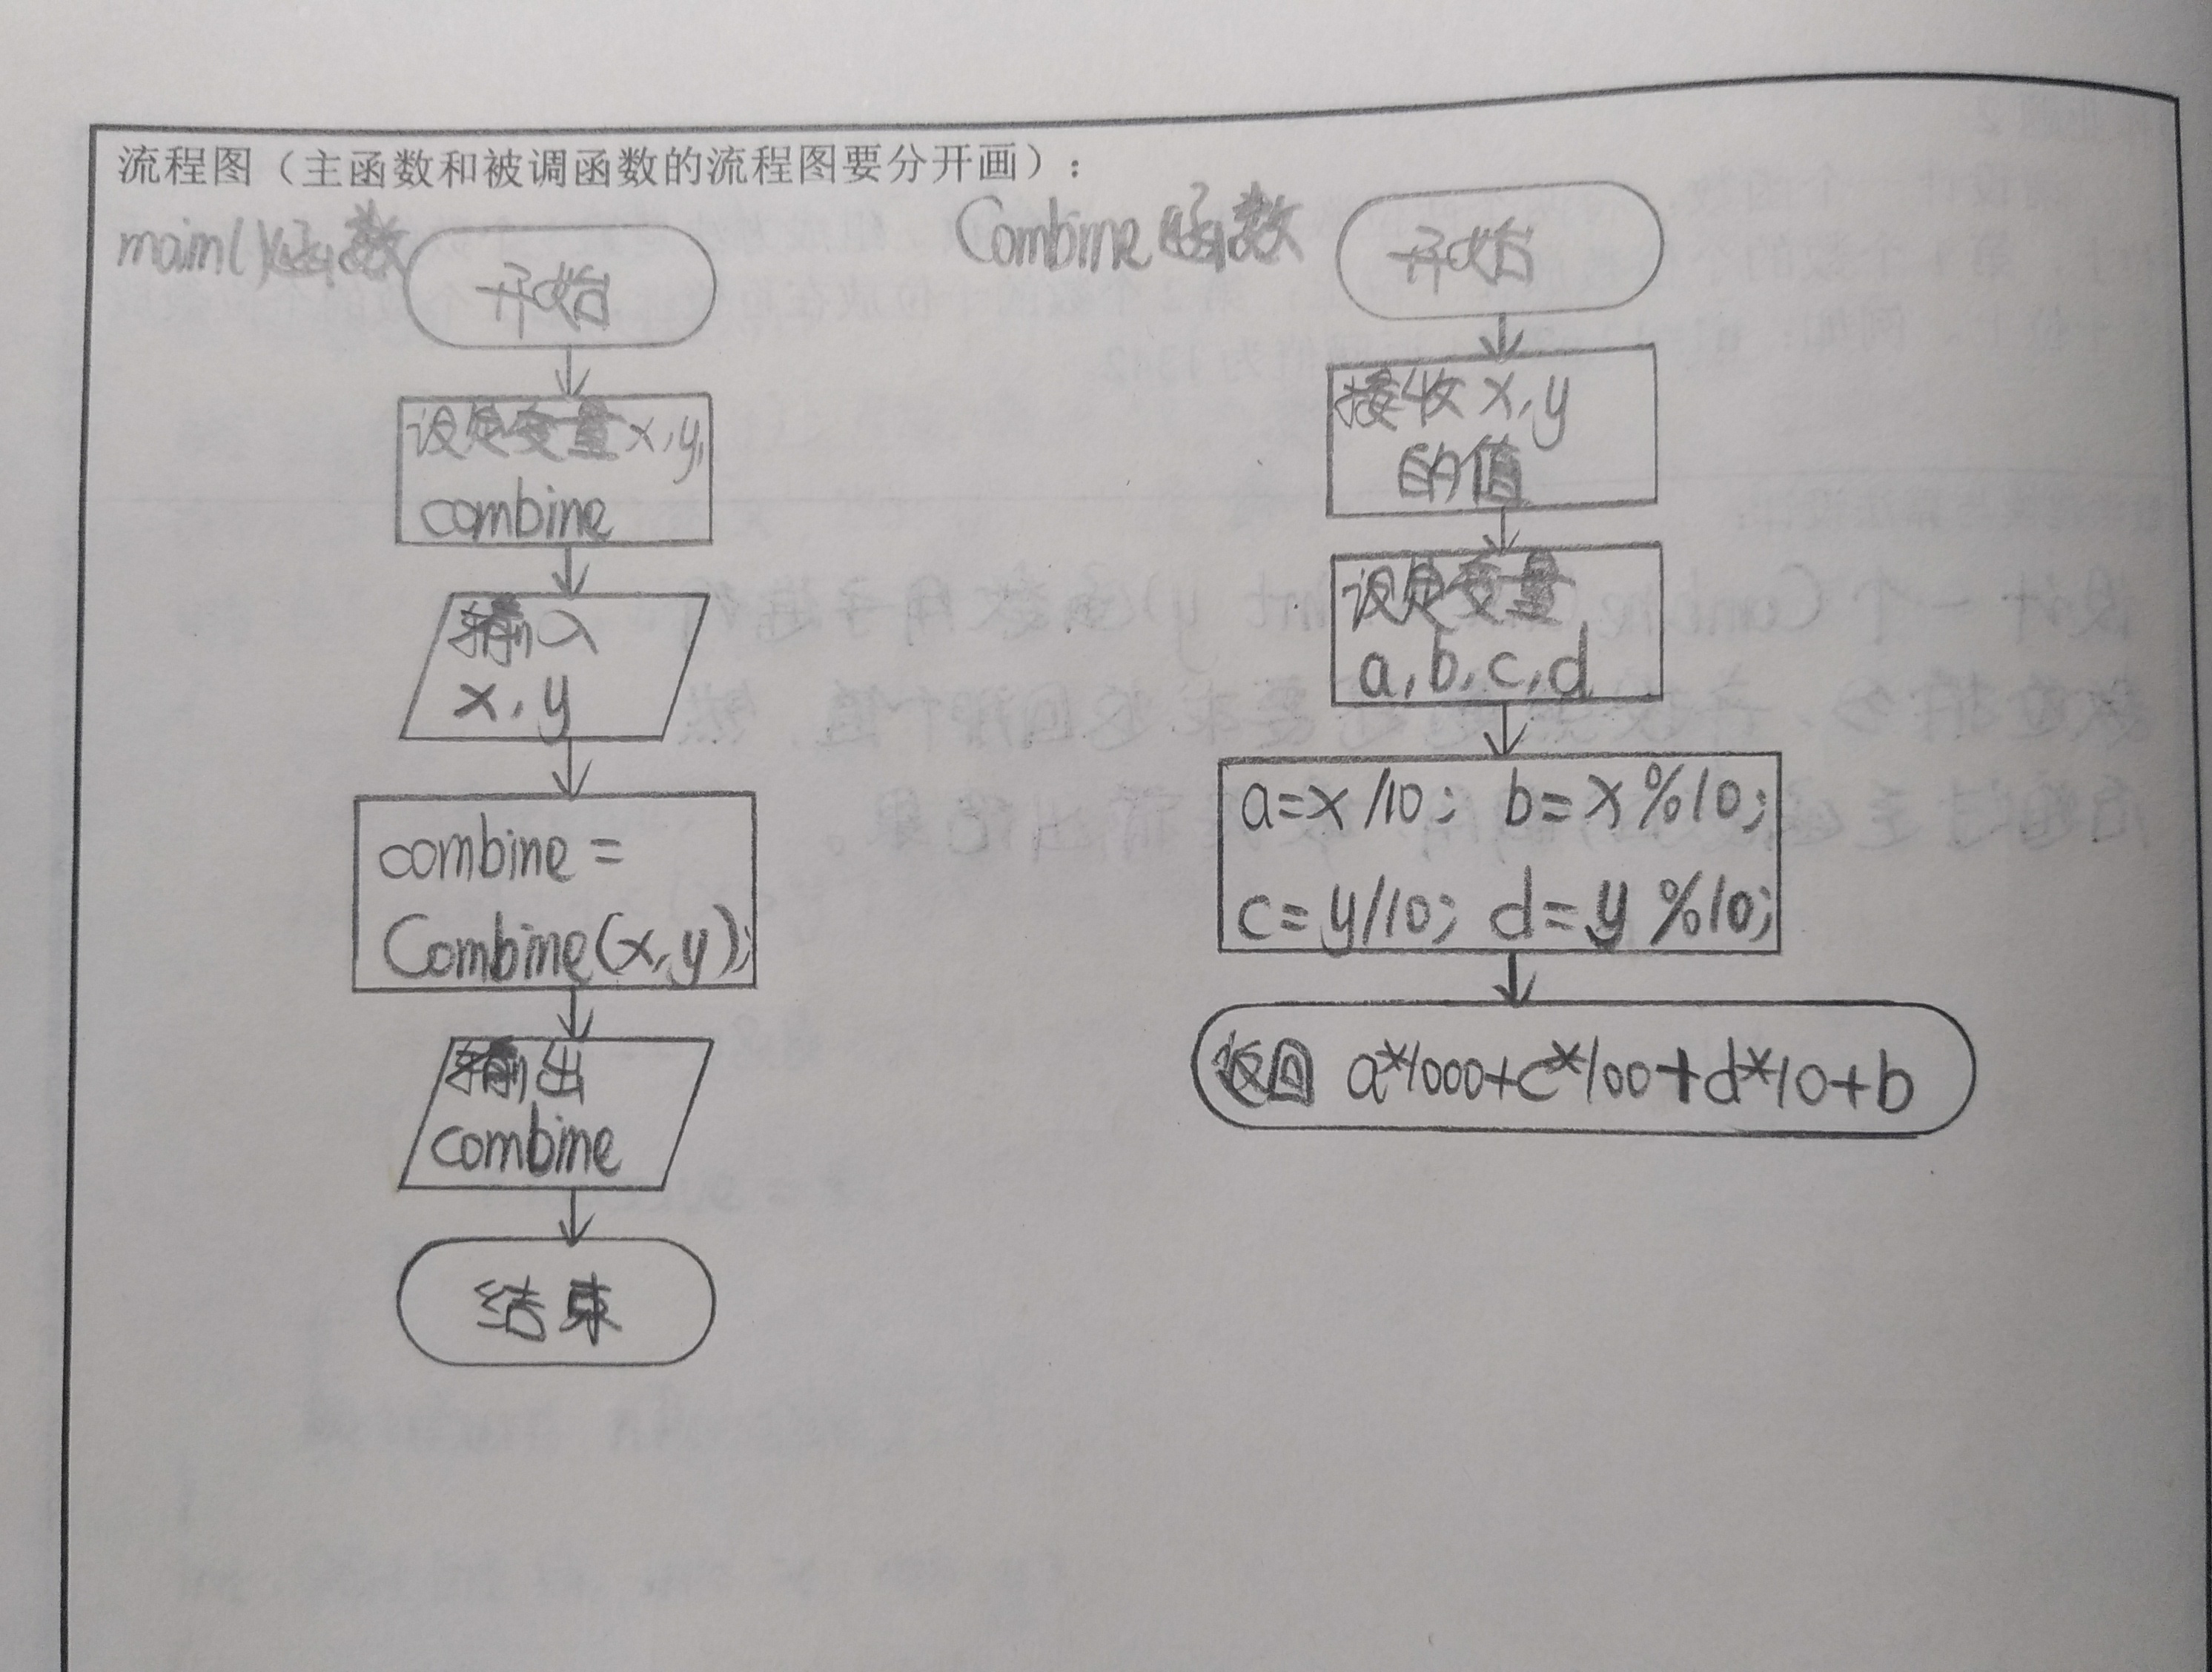 流程图（主函数和被调函数的流程图要分开画）：
main()函数
开始
设定变量x,y,
combine
输入
x,y
combine =
Combine(x,y);
输出
combine
结束
Combine函数
开始
接收x,y
的值
设定变量
a,b,c,d
a=x/10; b=x%10;
c=y/10; d=y%10;
返回 a*1000+c*100+d*10+b